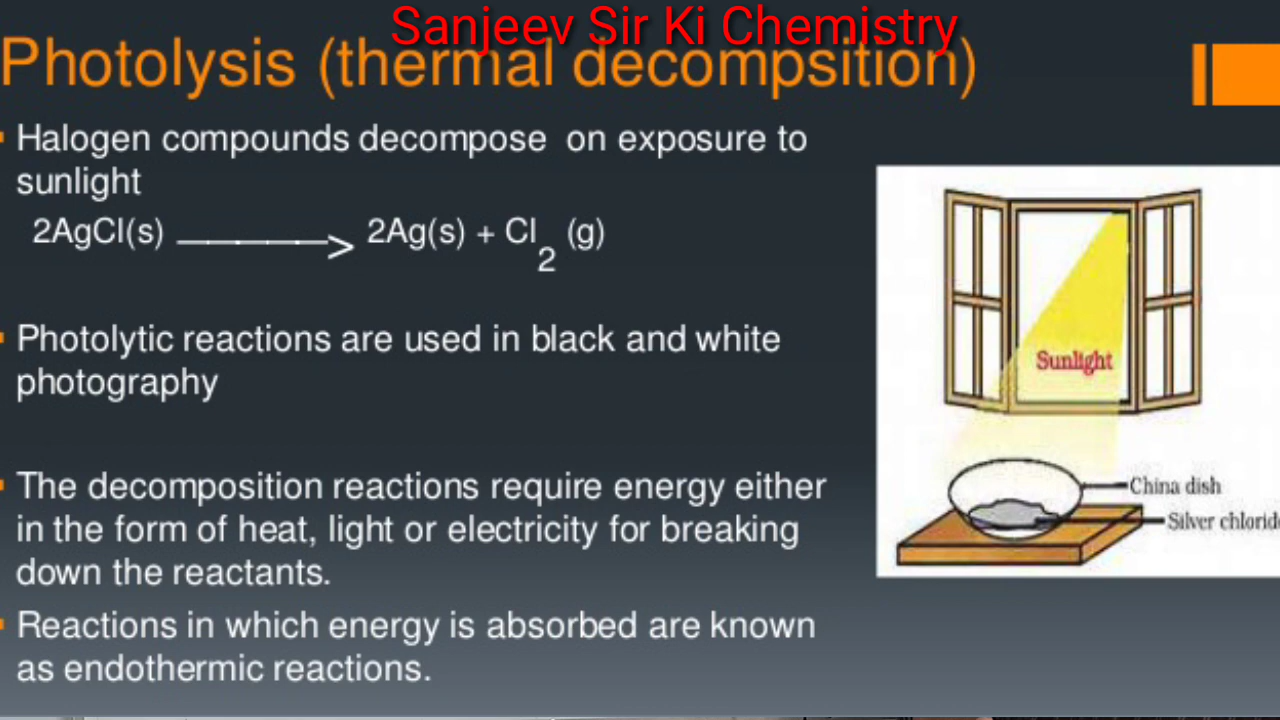 Sanjeev Sir Ki Chemistry
Photolysis (thermal decompsition)
Halogen compounds decompose on exposure to
sunlight
2AgCl(s) ⟶ 2Ag(s) + Cl₂ (g)
Photolytic reactions are used in black and white
photography
The decomposition reactions require energy either
in the form of heat, light or electricity for breaking
down the reactants.
Reactions in which energy is absorbed are known
as endothermic reactions.
Sunlight
China dish
Silver chlorid